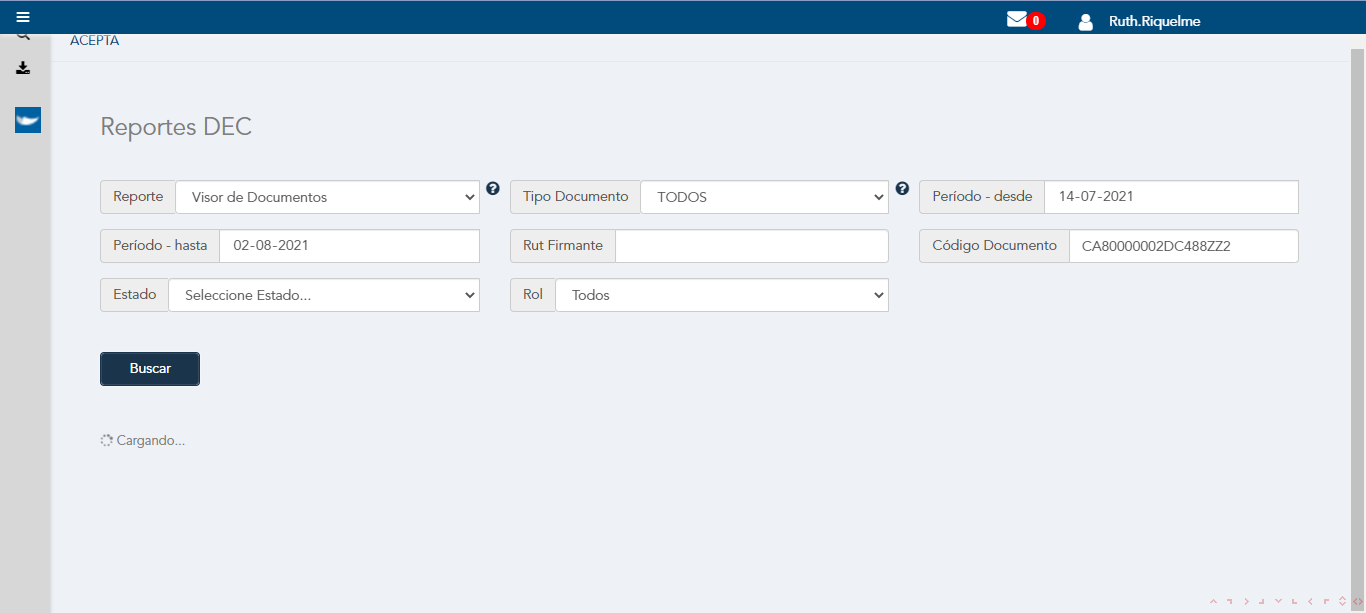 0 Ruth.Riquelme
ACEPTA
Reportes DEC
Reporte Visor de Documentos Tipo Documento TODOS Período - desde 14-07-2021
Período - hasta 02-08-2021 Rut Firmante Código Documento CA80000002DC488ZZ2
Estado Seleccione Estado... Rol Todos
Buscar
Cargando...